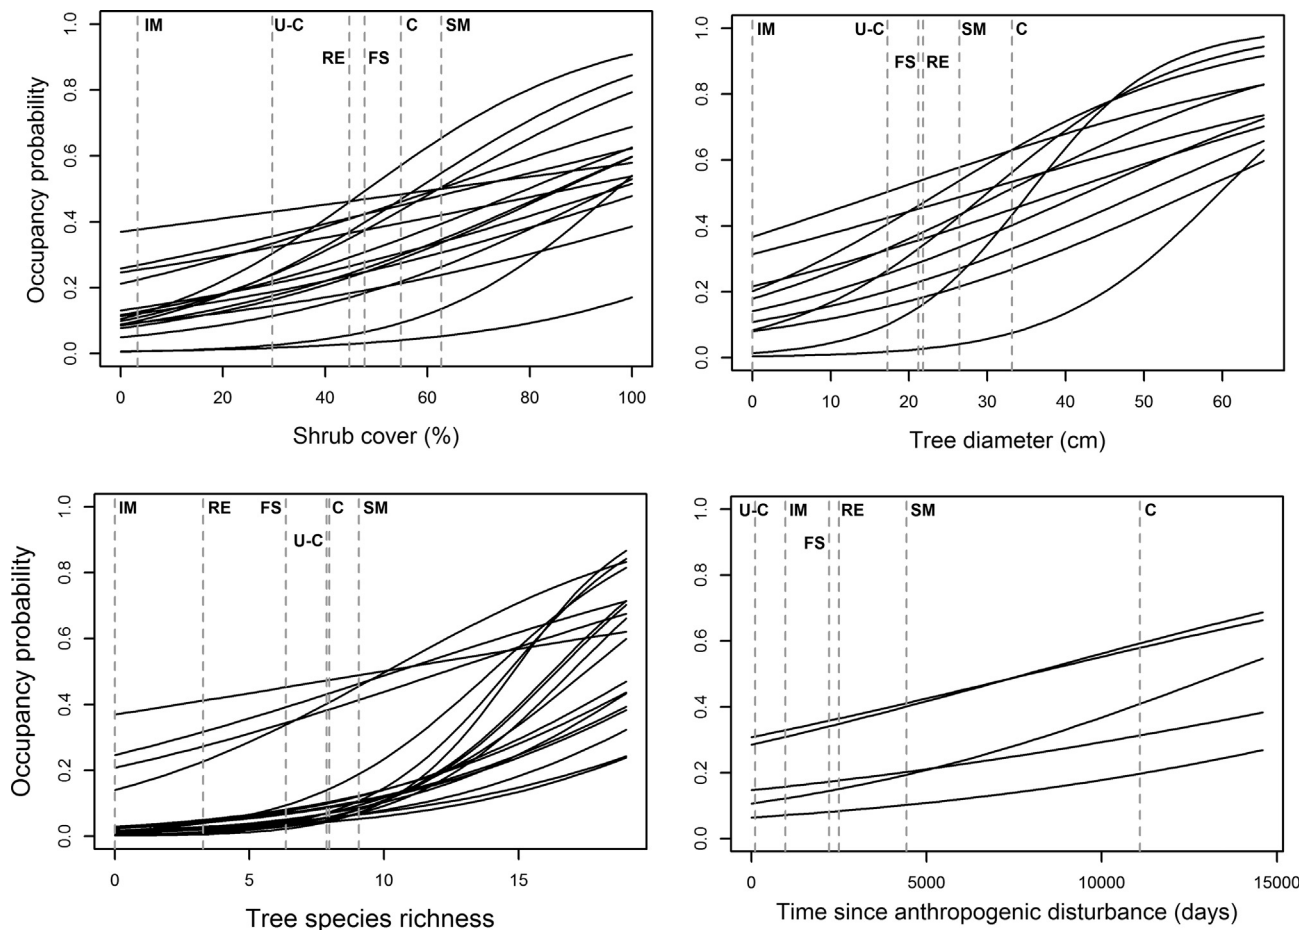 IM U-C C SM
RE FS
Occupancy probability
0.0 0.2 0.4 0.6 0.8 1.0
0 20 40 60 80 100
Shrub cover (%)
IM U-C SM C
FS RE
0.0 0.2 0.4 0.6 0.8 1.0
0 10 20 30 40 50 60
Tree diameter (cm)
IM RE FS C SM
U-C
Occupancy probability
0.0 0.2 0.4 0.6 0.8 1.0
0 5 10 15
Tree species richness
U-C IM RE SM C
FS
0.0 0.2 0.4 0.6 0.8 1.0
0 5000 10000 15000
Time since anthropogenic disturbance (days)